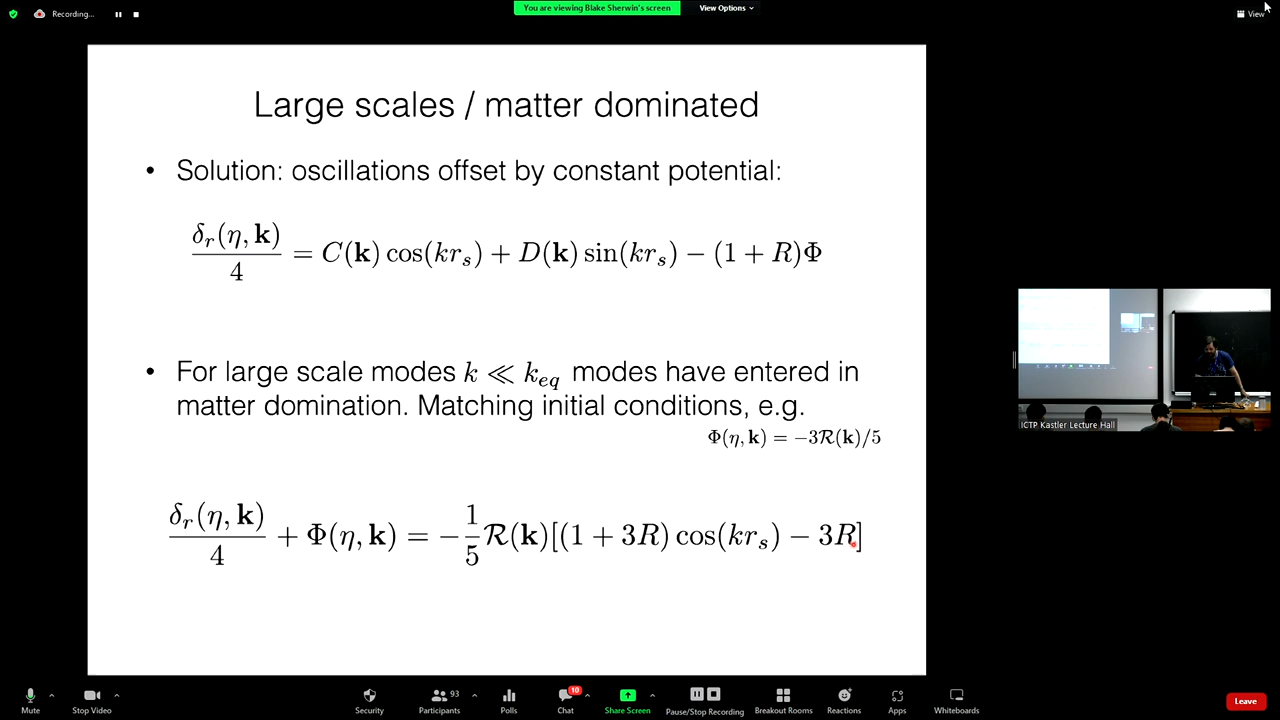 Recording...
You are viewing Blake Sherwin's screen
View Options
View
Large scales / matter dominated
• Solution: oscillations offset by constant potential:
δ_r(η, 𝐤)/4 = C(𝐤) cos(kr_s) + D(𝐤) sin(kr_s) − (1 + R)Φ
• For large scale modes k ≪ k_eq modes have entered in
matter domination. Matching initial conditions, e.g.
Φ(η, 𝐤) = −3ℛ(𝐤)/5
δ_r(η, 𝐤)/4 + Φ(η, 𝐤) = −1/5 ℛ(𝐤)[(1 + 3R) cos(kr_s) − 3R]
ICTP Kastler Lecture Hall
Mute
Stop Video
Security
Participants
93
Polls
Chat
10
Share Screen
Pause/Stop Recording
Breakout Rooms
Reactions
Apps
Whiteboards
Leave